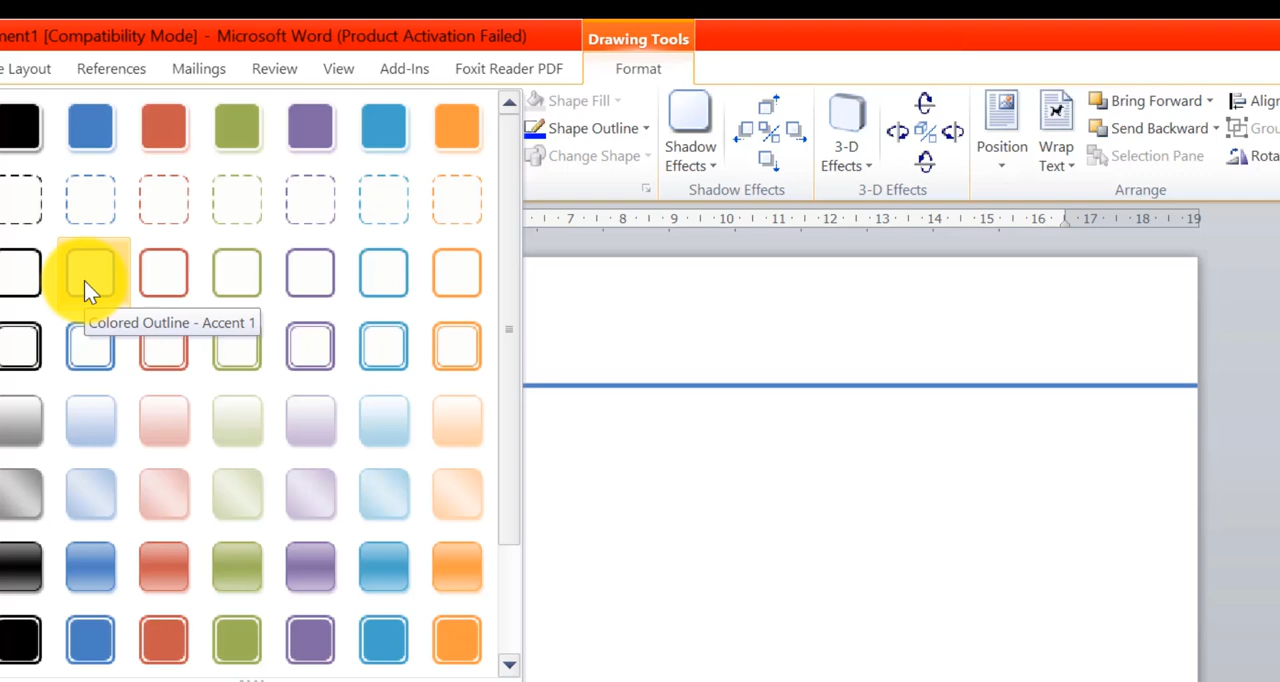 ment1 [Compatibility Mode] - Microsoft Word (Product Activation Failed)
Drawing Tools
e Layout References Mailings Review View Add-Ins Foxit Reader PDF Format
Shape Fill
Shape Outline
Change Shape
Shadow
Effects
Shadow Effects
3-D
Effects
3-D Effects
Position
Wrap
Text
Bring Forward
Send Backward
Selection Pane
Align
Grou
Rota
Arrange
7 8 9 10 11 12 13 14 15 16 17 18 19
Colored Outline - Accent 1